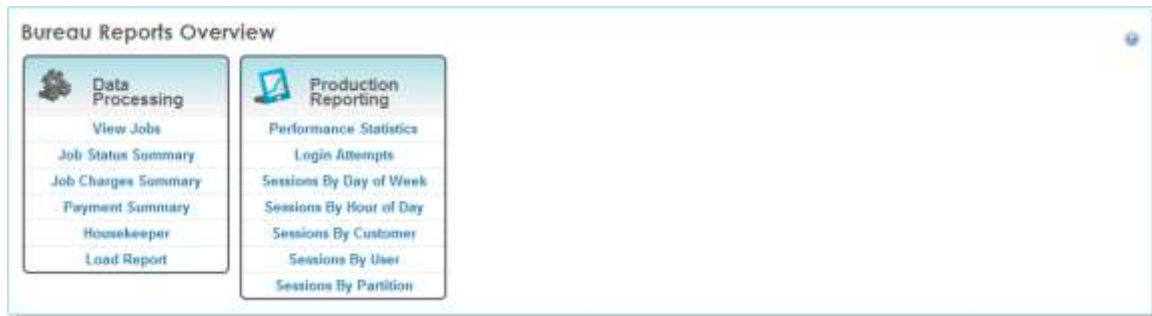 Bureau Reports Overview
Data
Processing
View Jobs
Job Status Summary
Job Charges Summary
Payment Summary
Housekeeper
Load Report
Production
Reporting
Performance Statistics
Login Attempts
Sessions By Day of Week
Sessions By Hour of Day
Sessions By Customer
Sessions By User
Sessions By Partition